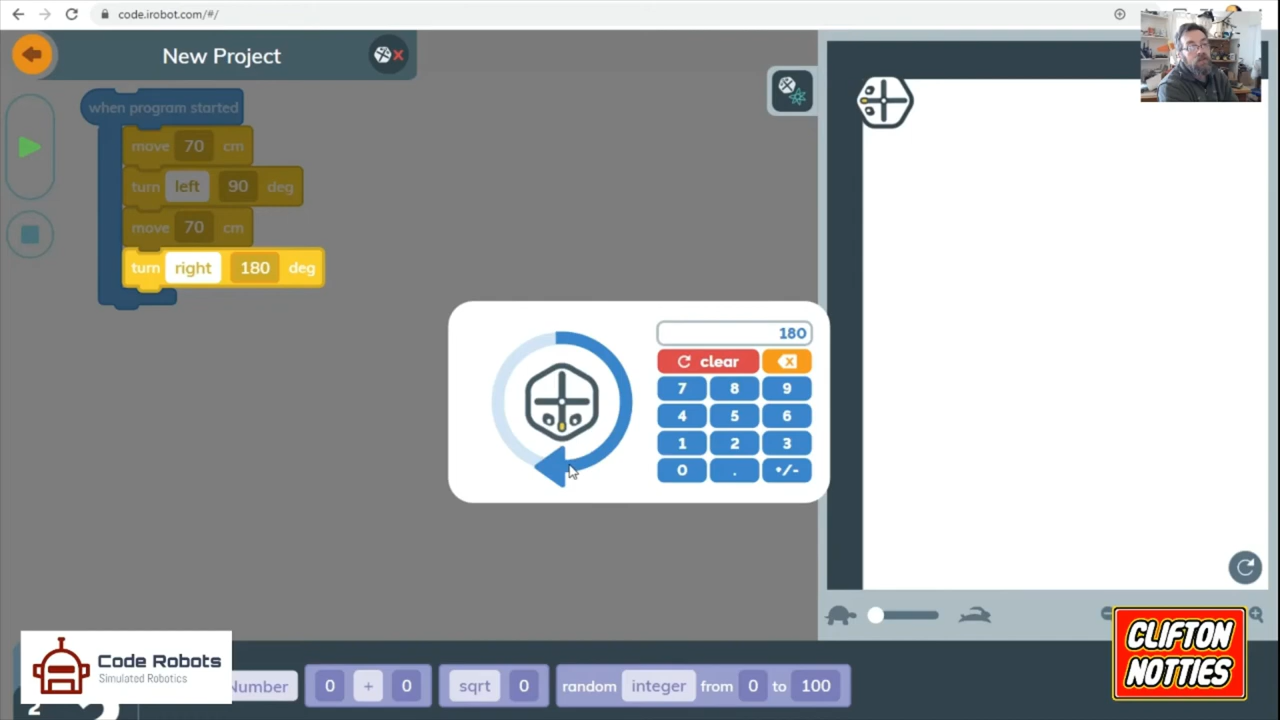 code.irobot.com/#/
New Project
when program started
move 70 cm
turn left 90 deg
move 70 cm
turn right 180 deg
180
clear
7 8 9
4 5 6
1 2 3
0 . +/-
Code Robots
Simulated Robotics
2
Number
0 + 0
sqrt 0
random integer from 0 to 100
CLIFTON
NOTTIES